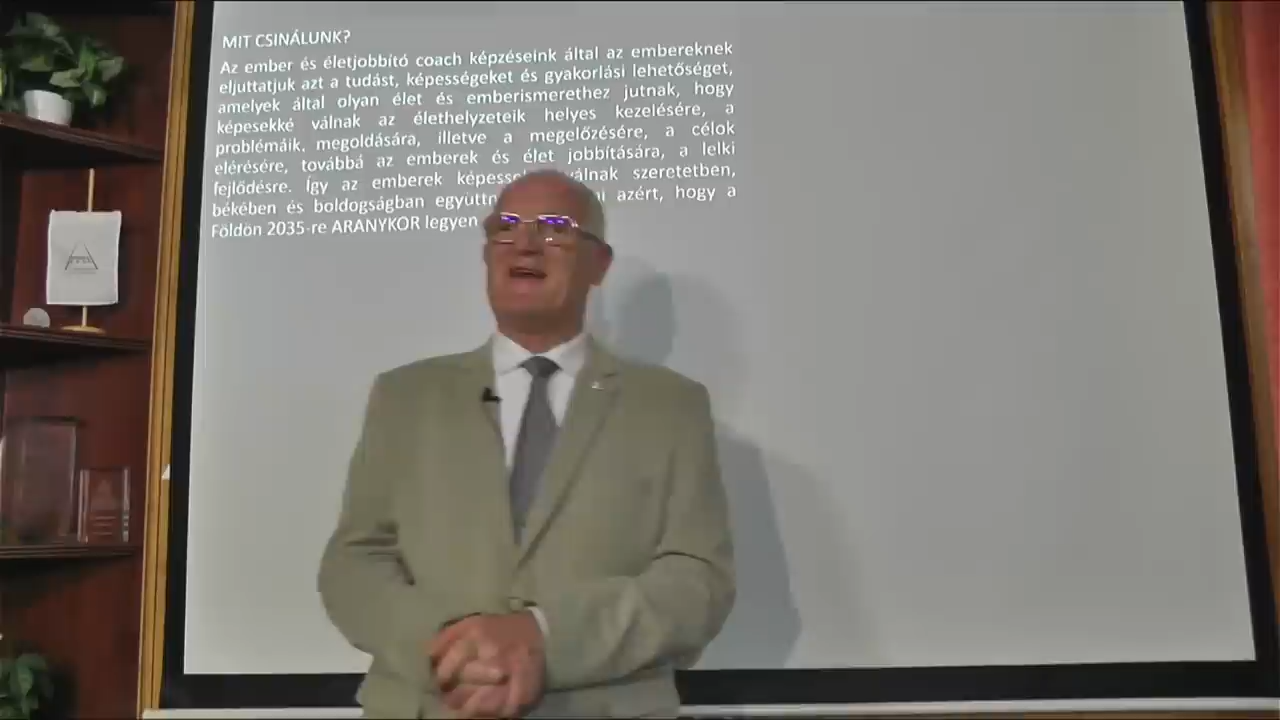 MIT CSINÁLUNK?
Az ember és életjobbító coach képzéseink által az embereknek
eljuttatjuk azt a tudást, képességeket és gyakorlási lehetőséget,
amelyek által olyan élet és emberismerethez jutnak, hogy
képesekké válnak az élethelyzeteik helyes kezelésére, a
problémáik. megoldására, illetve a megelőzésére, a célok
elérésére, továbbá az emberek és élet jobbítására, a lelki
fejlődésre. Így az emberek válnak szeretetben,
békében és boldogságban azért, hogy a
Földön 2035-re ARANYKOR legyen